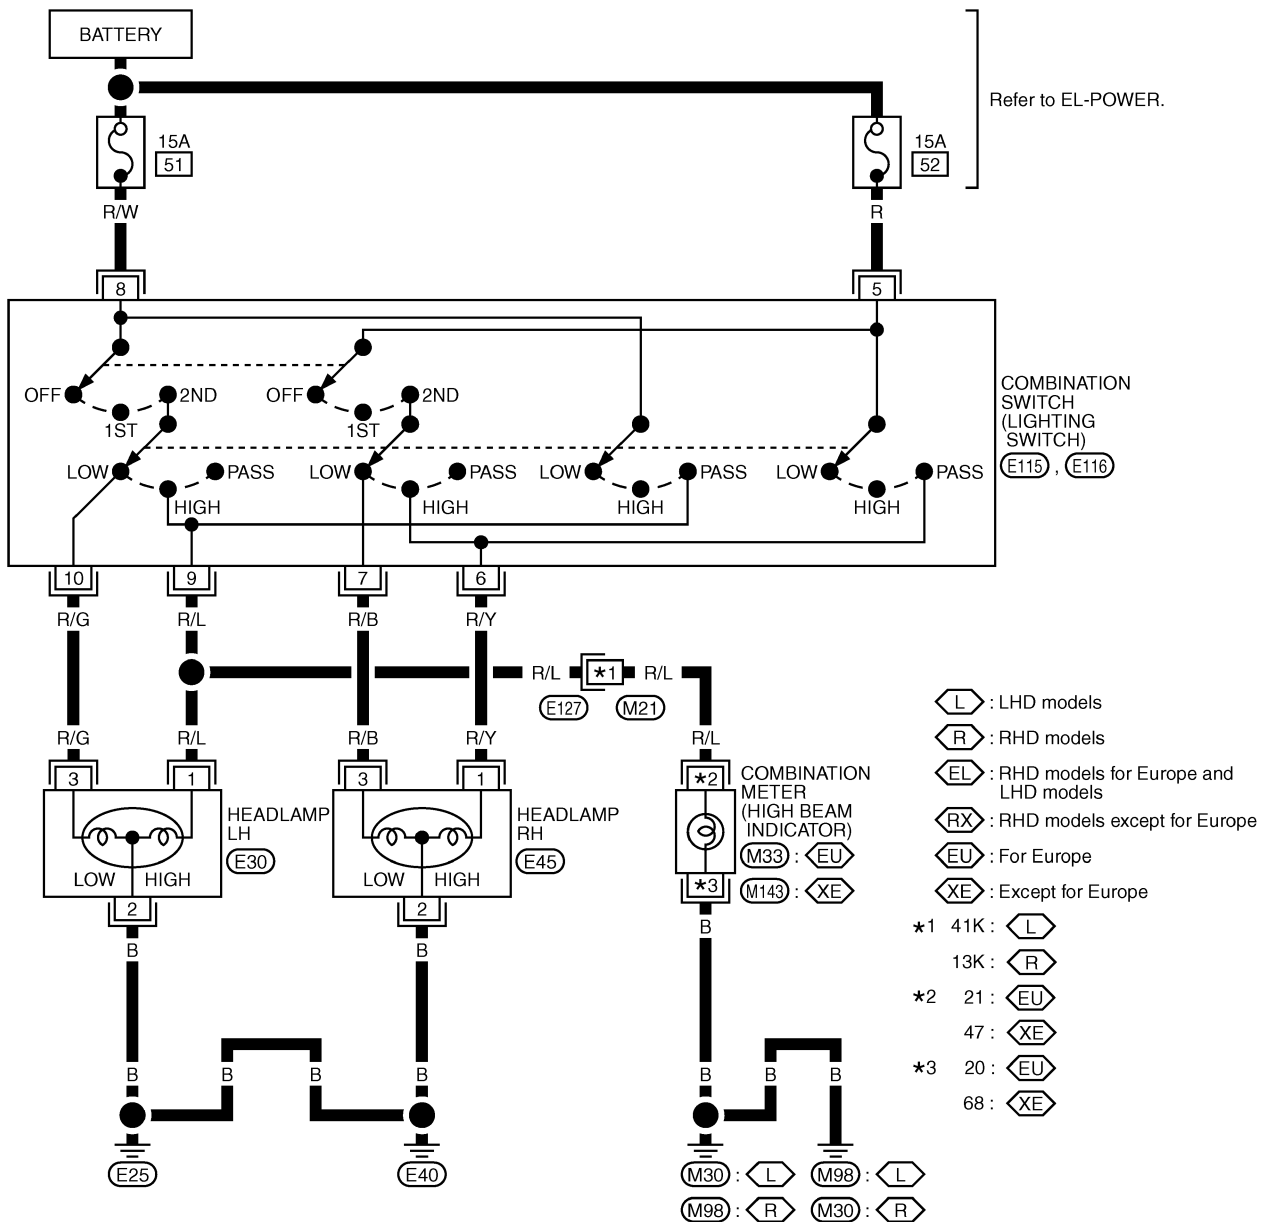 BATTERY
Refer to EL-POWER.
15A
51
15A
52
R/W
R
8
5
OFF
2ND
1ST
OFF
2ND
1ST
LOW
PASS
HIGH
LOW
PASS
HIGH
LOW
PASS
HIGH
LOW
PASS
HIGH
COMBINATION
SWITCH
(LIGHTING
SWITCH)
E115 , E116
10
9
7
6
R/G
R/L
R/B
R/Y
R/L
*1
R/L
E127
M21
R/G
R/L
R/B
R/Y
R/L
3
1
3
1
*2
HEADLAMP
LH
E30
LOW
HIGH
HEADLAMP
RH
E45
LOW
HIGH
COMBINATION
METER
(HIGH BEAM
INDICATOR)
M33 : EU
M143 : XE
*3
2
2
B
B
B
L : LHD models
R : RHD models
EL : RHD models for Europe and
LHD models
RX : RHD models except for Europe
EU : For Europe
XE : Except for Europe
*1 41K : L
13K : R
*2 21 : EU
47 : XE
*3 20 : EU
68 : XE
B
B
B
B
B
B
B
E25
E40
M30 : L
M98 : L
M98 : R
M30 : R